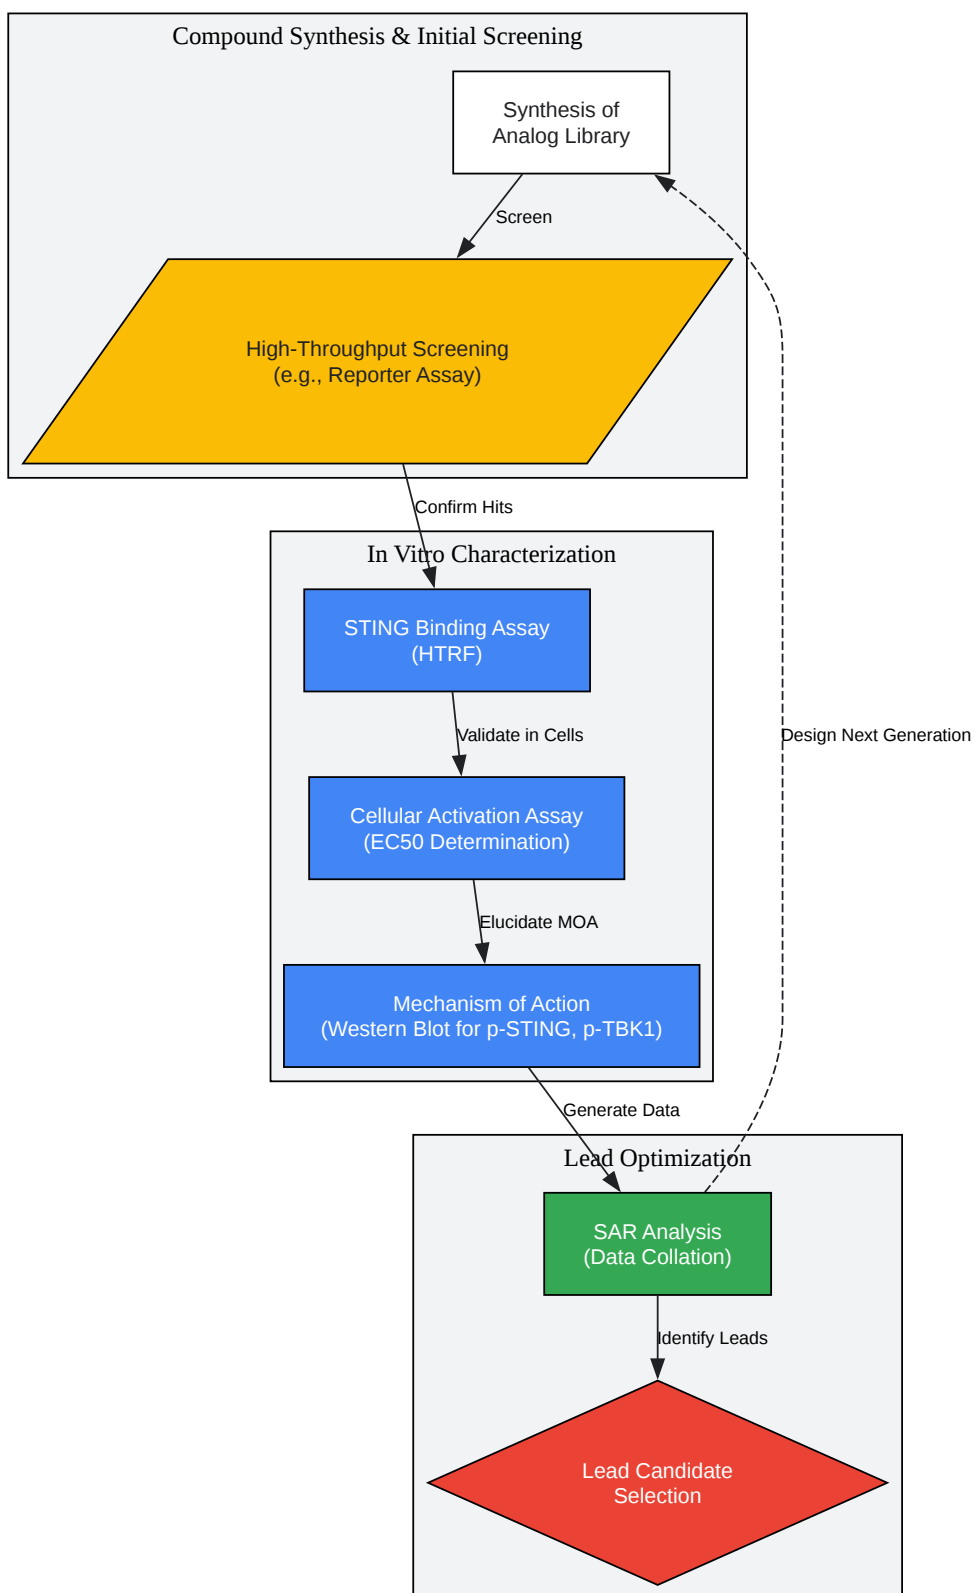 Compound Synthesis & Initial Screening
Synthesis of
Analog Library
Screen
High-Throughput Screening
(e.g., Reporter Assay)
Confirm Hits
In Vitro Characterization
STING Binding Assay
(HTRF)
Validate in Cells
Design Next Generation
Cellular Activation Assay
(EC50 Determination)
Elucidate MOA
Mechanism of Action
(Western Blot for p-STING, p-TBK1)
Generate Data
Lead Optimization
SAR Analysis
(Data Collation)
Identify Leads
Lead Candidate
Selection